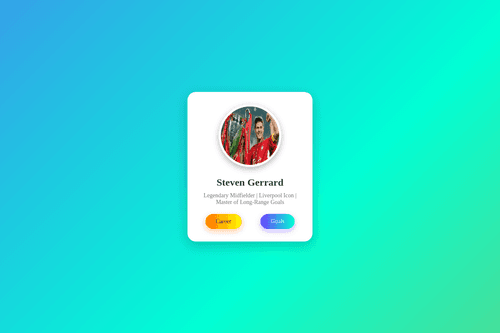 Steven Gerrard
Legendary Midfielder | Liverpool Icon |
Master of Long-Range Goals
Career
Goals